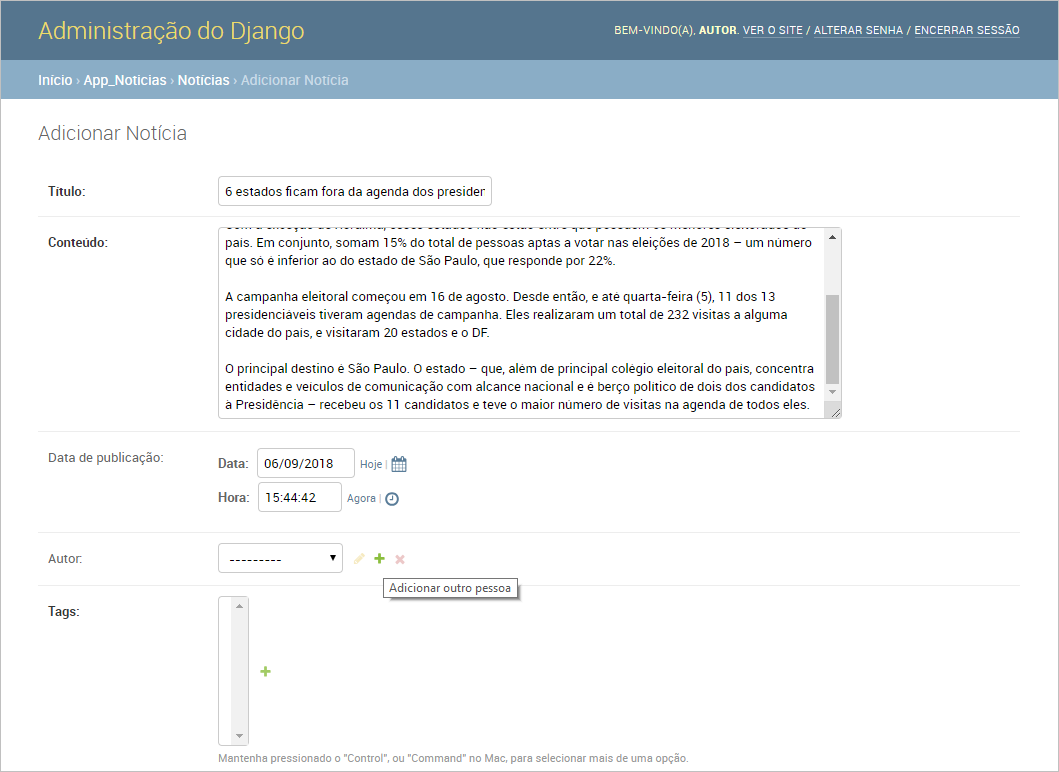 Administração do Django
BEM-VINDO(A), AUTOR. VER O SITE / ALTERAR SENHA / ENCERRAR SESSÃO
Início › App_Noticias › Notícias › Adicionar Notícia
Adicionar Notícia
Título:
6 estados ficam fora da agenda dos presiden
Conteúdo:
país. Em conjunto, somam 15% do total de pessoas aptas a votar nas eleições de 2018 – um número
que só é inferior ao do estado de São Paulo, que responde por 22%.
A campanha eleitoral começou em 16 de agosto. Desde então, e até quarta-feira (5), 11 dos 13
presidenciáveis tiveram agendas de campanha. Eles realizaram um total de 232 visitas a alguma
cidade do país, e visitaram 20 estados e o DF.
O principal destino é São Paulo. O estado – que, além de principal colégio eleitoral do país, concentra
entidades e veículos de comunicação com alcance nacional e é berço político de dois dos candidatos
à Presidência – recebeu os 11 candidatos e teve o maior número de visitas na agenda de todos eles.
Data de publicação:
Data: 06/09/2018 Hoje |
Hora: 15:44:42 Agora |
Autor:
---------
Adicionar outro pessoa
Tags:
Mantenha pressionado o "Control", ou "Command" no Mac, para selecionar mais de uma opção.